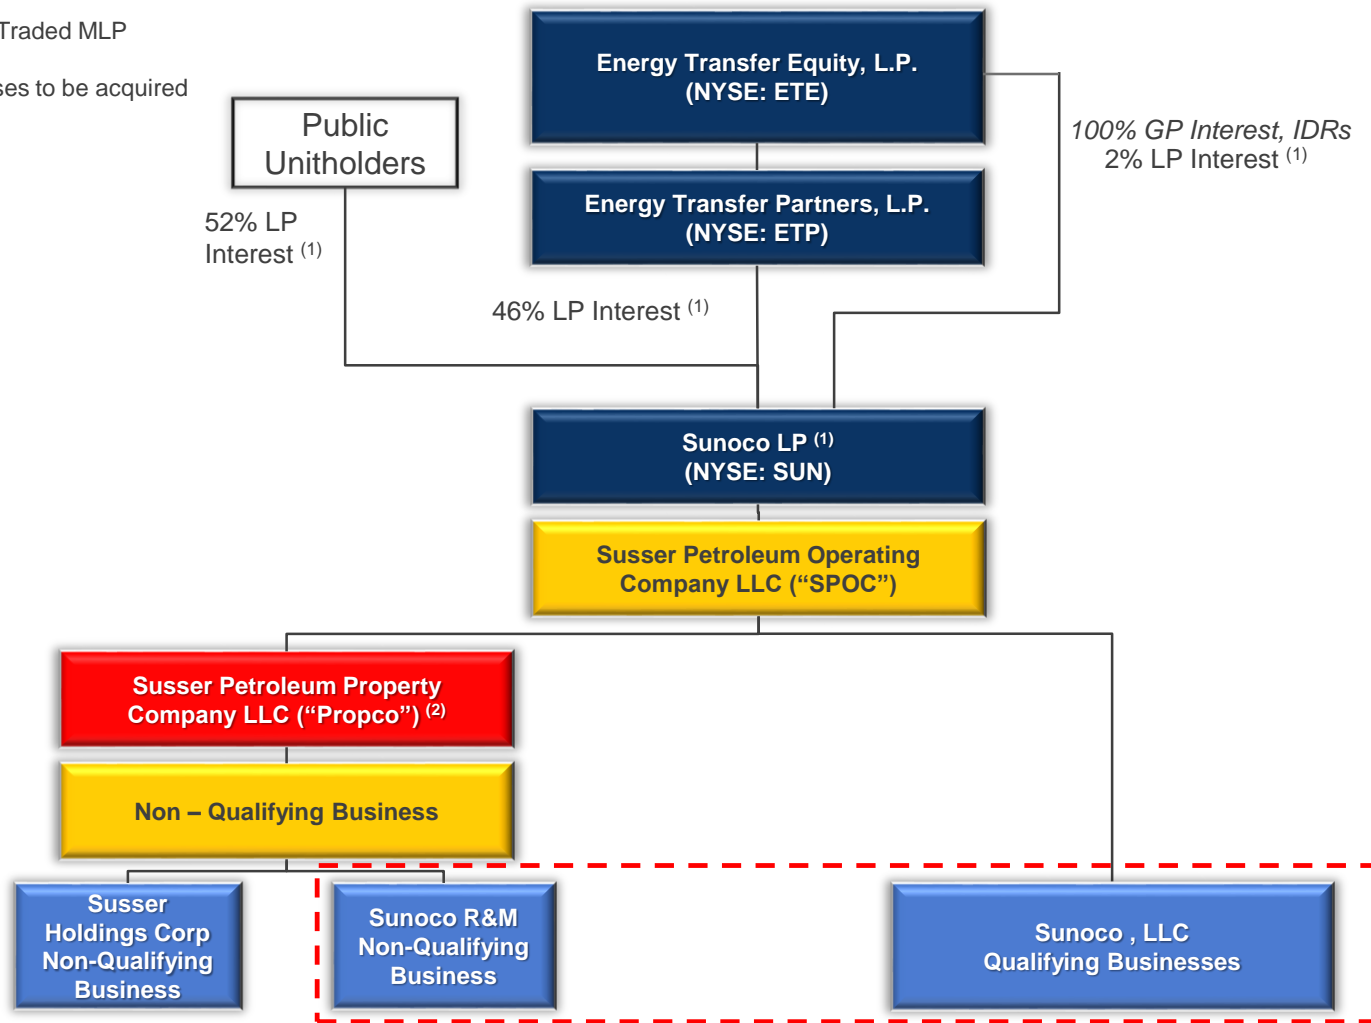 Traded MLP
ses to be acquired
Energy Transfer Equity, L.P.
(NYSE: ETE)
Public
Unitholders
100% GP Interest, IDRs
2% LP Interest (1)
Energy Transfer Partners, L.P.
(NYSE: ETP)
52% LP
Interest (1)
46% LP Interest (1)
Sunoco LP (1)
(NYSE: SUN)
Susser Petroleum Operating
Company LLC (“SPOC”)
Susser Petroleum Property
Company LLC (“Propco”) (2)
Non – Qualifying Business
Susser
Holdings Corp
Non-Qualifying
Business
Sunoco R&M
Non-Qualifying
Business
Sunoco , LLC
Qualifying Businesses